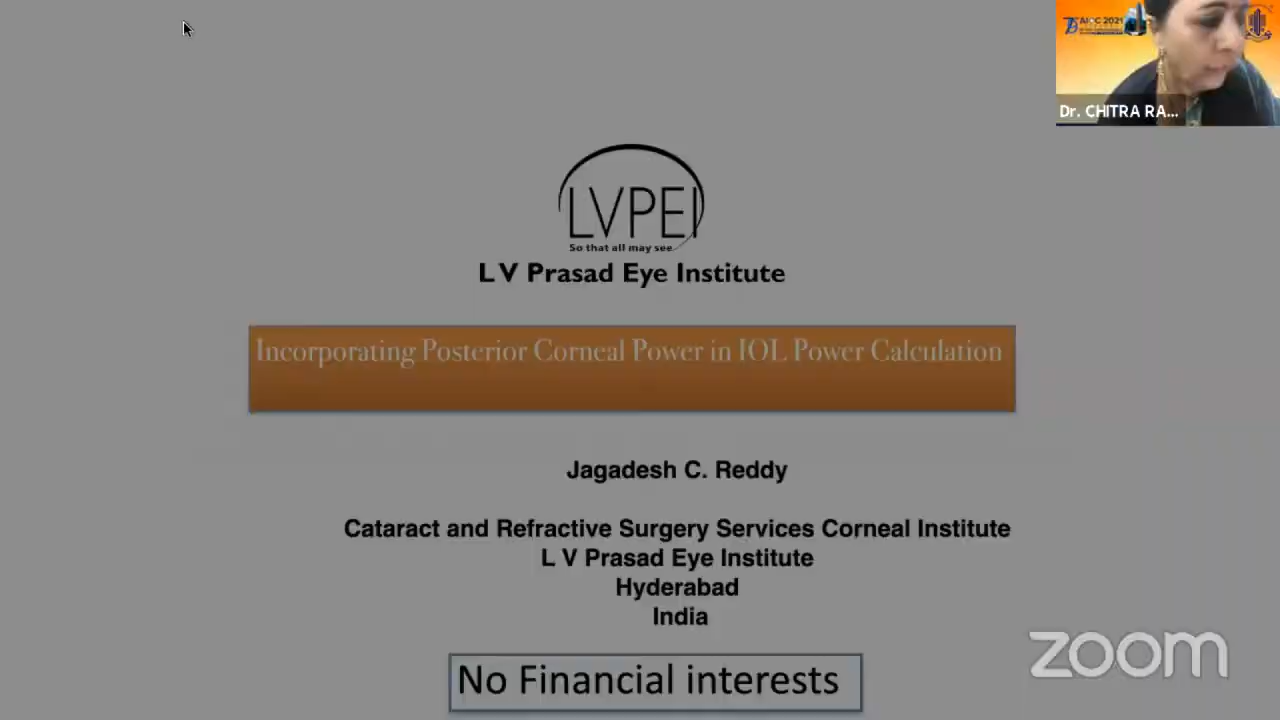 AIOC 2021
Dr. CHITRA RA...
LVPEI
So that all may see
L V Prasad Eye Institute
Incorporating Posterior Corneal Power in IOL Power Calculation
Jagadesh C. Reddy
Cataract and Refractive Surgery Services Corneal Institute
L V Prasad Eye Institute
Hyderabad
India
No Financial interests
zoom